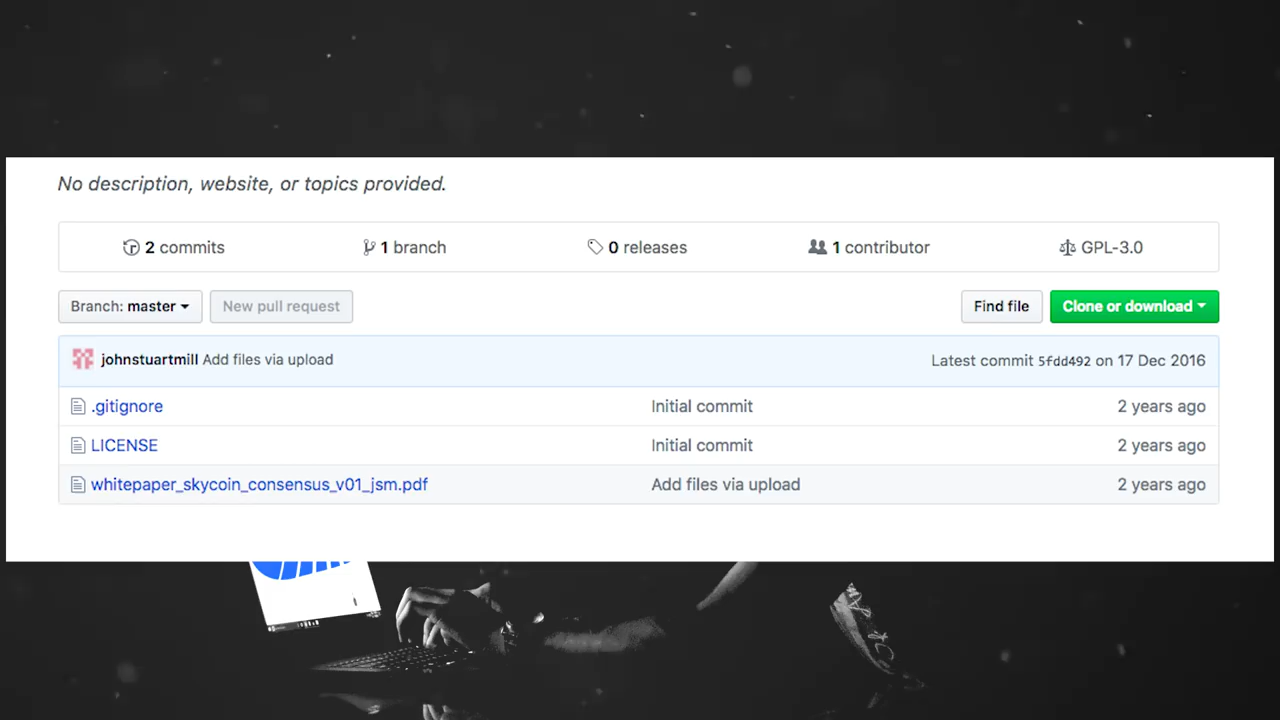 No description, website, or topics provided.
2 commits 1 branch 0 releases 1 contributor GPL-3.0
Branch: master New pull request Find file Clone or download
johnstuartmill Add files via upload Latest commit 5fdd492 on 17 Dec 2016
.gitignore Initial commit 2 years ago
LICENSE Initial commit 2 years ago
whitepaper_skycoin_consensus_v01_jsm.pdf Add files via upload 2 years ago